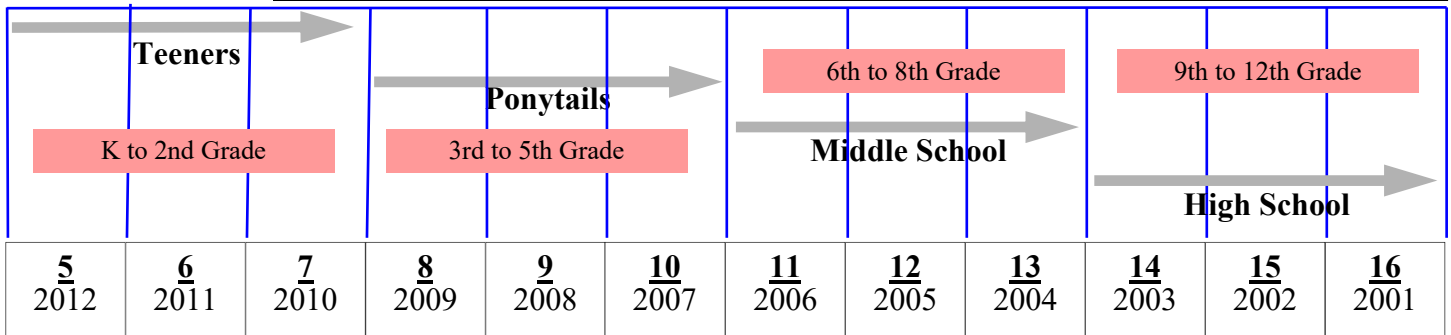 Teeners
Ponytails
6th to 8th Grade
9th to 12th Grade
K to 2nd Grade
3rd to 5th Grade
Middle School
High School
5 6 7 8 9 10 11 12 13 14 15 16
2012 2011 2010 2009 2008 2007 2006 2005 2004 2003 2002 2001